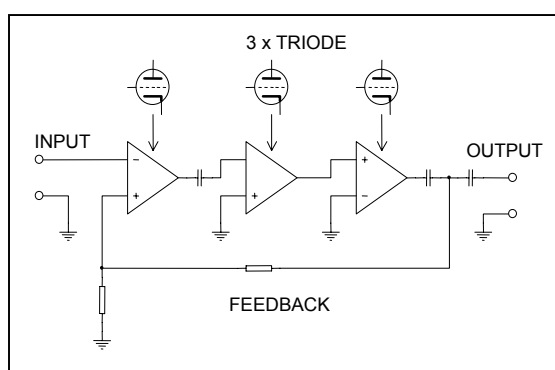 3 x TRIODE
INPUT
OUTPUT
−
+
+
+
−
FEEDBACK